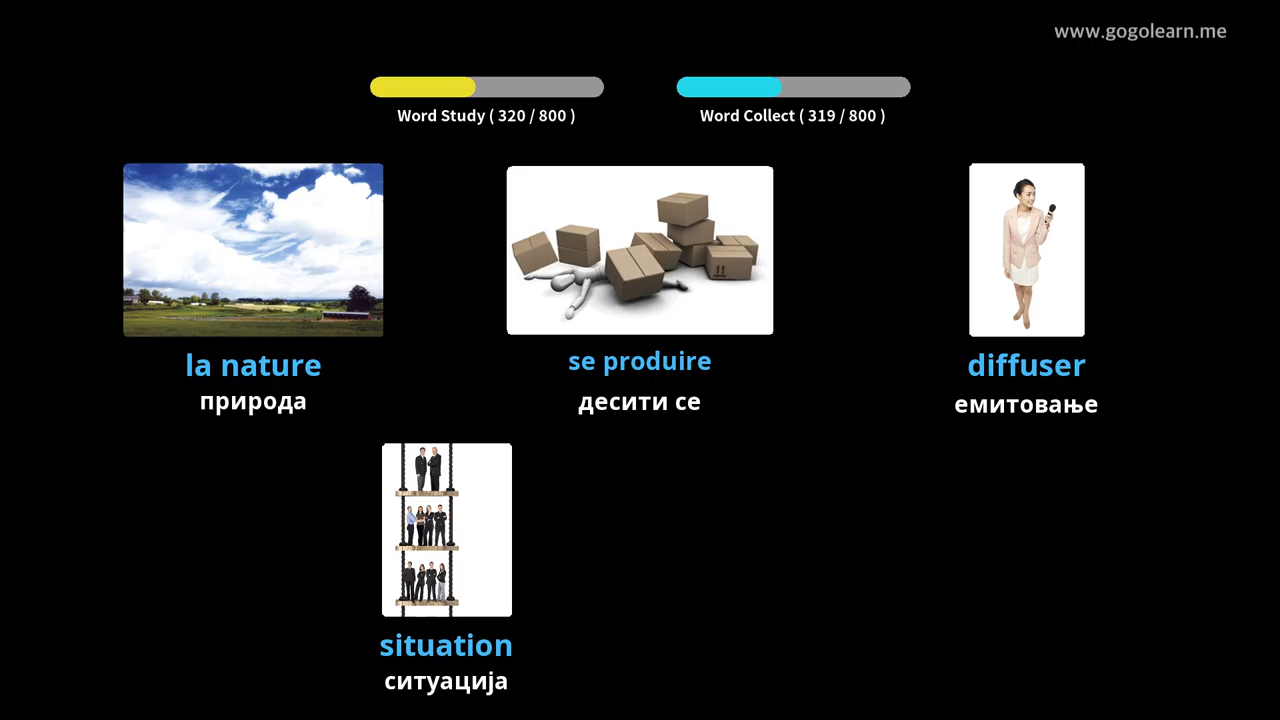 www.gogolearn.me
Word Study ( 320 / 800 )
Word Collect ( 319 / 800 )
la nature
природа
se produire
десити се
diffuser
емитовање
situation
ситуација